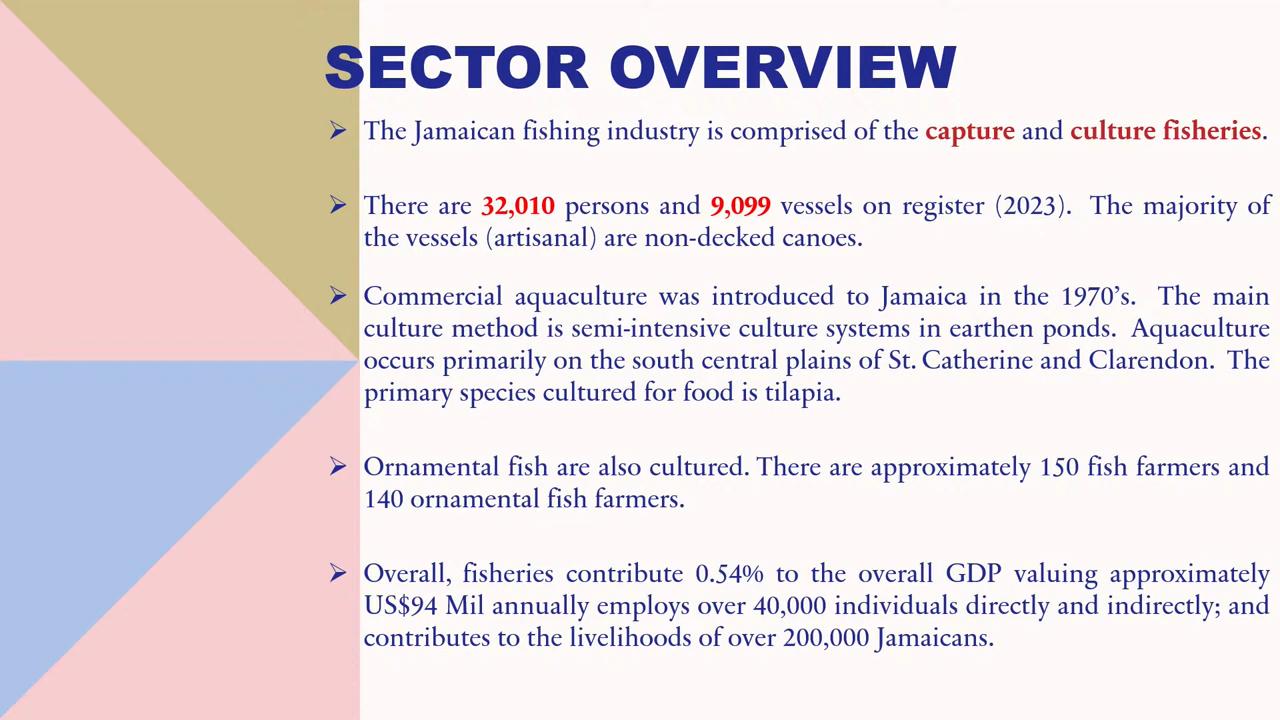 SECTOR OVERVIEW
➢ The Jamaican fishing industry is comprised of the capture and culture fisheries.
➢ There are 32,010 persons and 9,099 vessels on register (2023). The majority of
the vessels (artisanal) are non-decked canoes.
➢ Commercial aquaculture was introduced to Jamaica in the 1970’s. The main
culture method is semi-intensive culture systems in earthen ponds. Aquaculture
occurs primarily on the south central plains of St. Catherine and Clarendon. The
primary species cultured for food is tilapia.
➢ Ornamental fish are also cultured. There are approximately 150 fish farmers and
140 ornamental fish farmers.
➢ Overall, fisheries contribute 0.54% to the overall GDP valuing approximately
US$94 Mil annually employs over 40,000 individuals directly and indirectly; and
contributes to the livelihoods of over 200,000 Jamaicans.